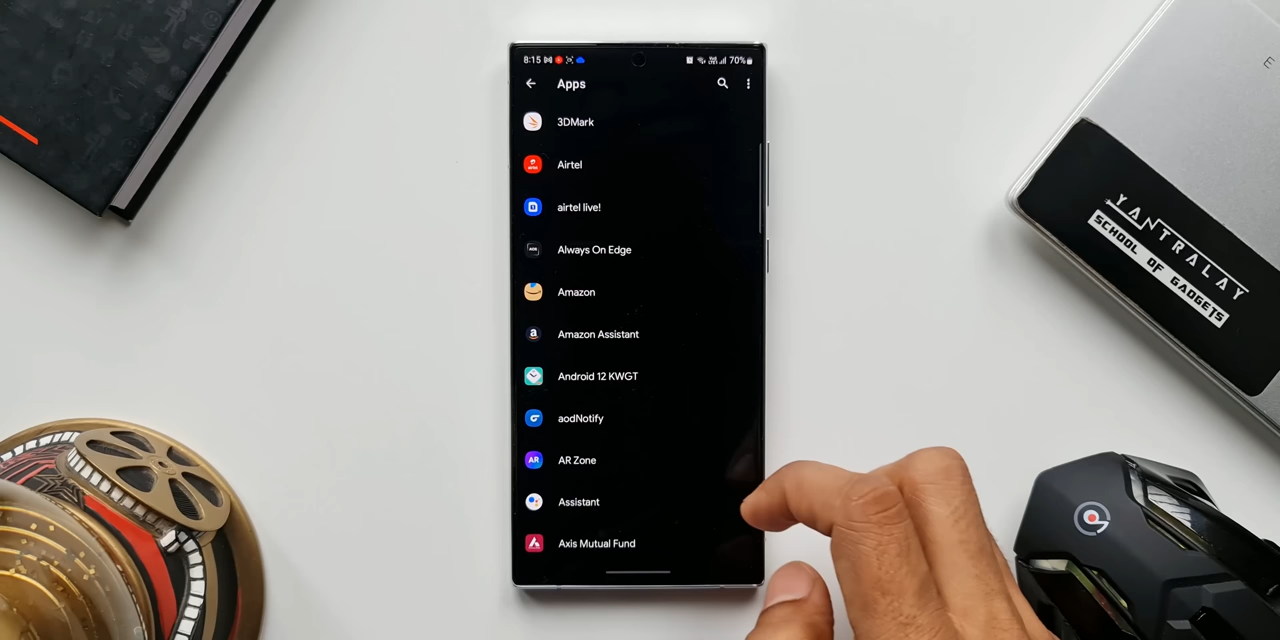 8:15
70%
Apps
3DMark
Airtel
airtel live!
Always On Edge
Amazon
Amazon Assistant
Android 12 KWGT
aodNotify
AR
AR Zone
Assistant
Axis Mutual Fund
YANTRALAY
SCHOOL OF GADGETS
E